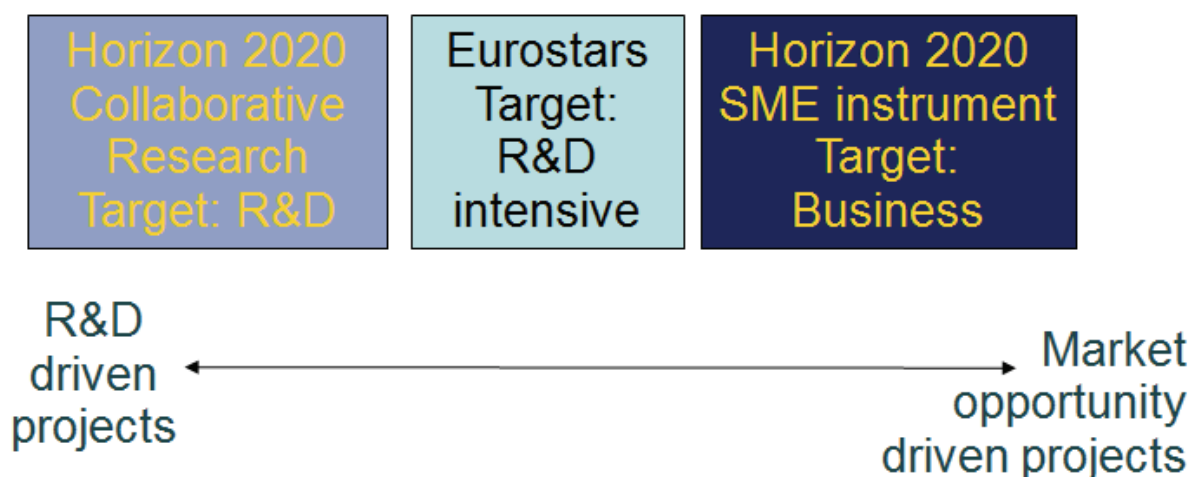 Horizon 2020
Collaborative
Research
Target: R&D
Eurostars
Target:
R&D
intensive
Horizon 2020
SME instrument
Target:
Business
R&D
driven
projects
Market
opportunity
driven projects